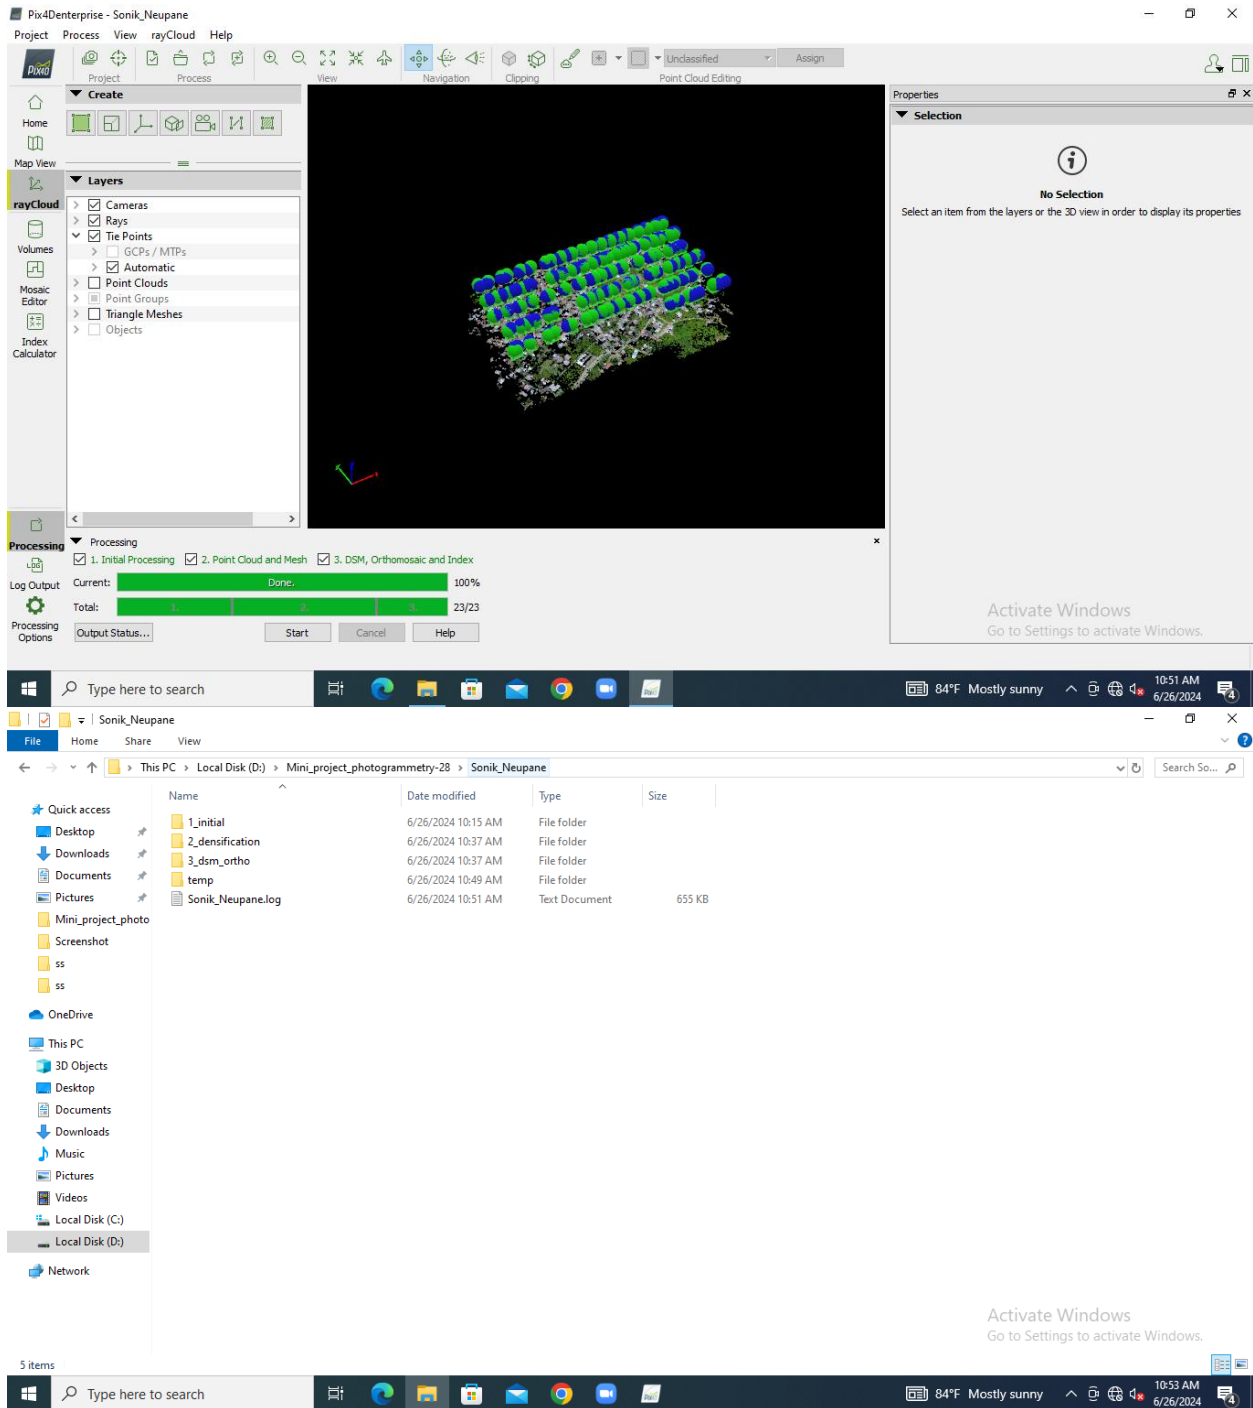 Pix4Denterprise - Sonik_Neupane
Project Process View rayCloud Help
PIX4D Project Process View Navigation Clipping Unclassified Assign Point Cloud Editing
Home
Map View
rayCloud
Volumes
Mosaic Editor
Index Calculator
Create
Layers
Cameras
Rays
Tie Points
GCPs / MTPs
Automatic
Point Clouds
Point Groups
Triangle Meshes
Objects
Properties
Selection
No Selection
Select an item from the layers or the 3D view in order to display its properties
Processing
Log Output
Processing Options
Processing
1. Initial Processing 2. Point Cloud and Mesh 3. DSM, Orthomosaic and Index
Current: Done. 100%
Total: 1. 2. 3. 23/23
Output Status... Start Cancel Help
Activate Windows
Go to Settings to activate Windows.
Type here to search 84°F Mostly sunny 10:51 AM
6/26/2024 4
Sonik_Neupane
File Home Share View
This PC > Local Disk (D:) > Mini_project_photogrammetry-28 > Sonik_Neupane Search So...
Name Date modified Type Size
1_initial 6/26/2024 10:15 AM File folder
2_densification 6/26/2024 10:37 AM File folder
3_dsm_ortho 6/26/2024 10:37 AM File folder
temp 6/26/2024 10:49 AM File folder
Sonik_Neupane.log 6/26/2024 10:51 AM Text Document 655 KB
Quick access
Desktop
Downloads
Documents
Pictures
Mini_project_photo
Screenshot
ss
ss
OneDrive
This PC
3D Objects
Desktop
Documents
Downloads
Music
Pictures
Videos
Local Disk (C:)
Local Disk (D:)
Network
Activate Windows
Go to Settings to activate Windows.
5 items
Type here to search 84°F Mostly sunny 10:53 AM
6/26/2024 4